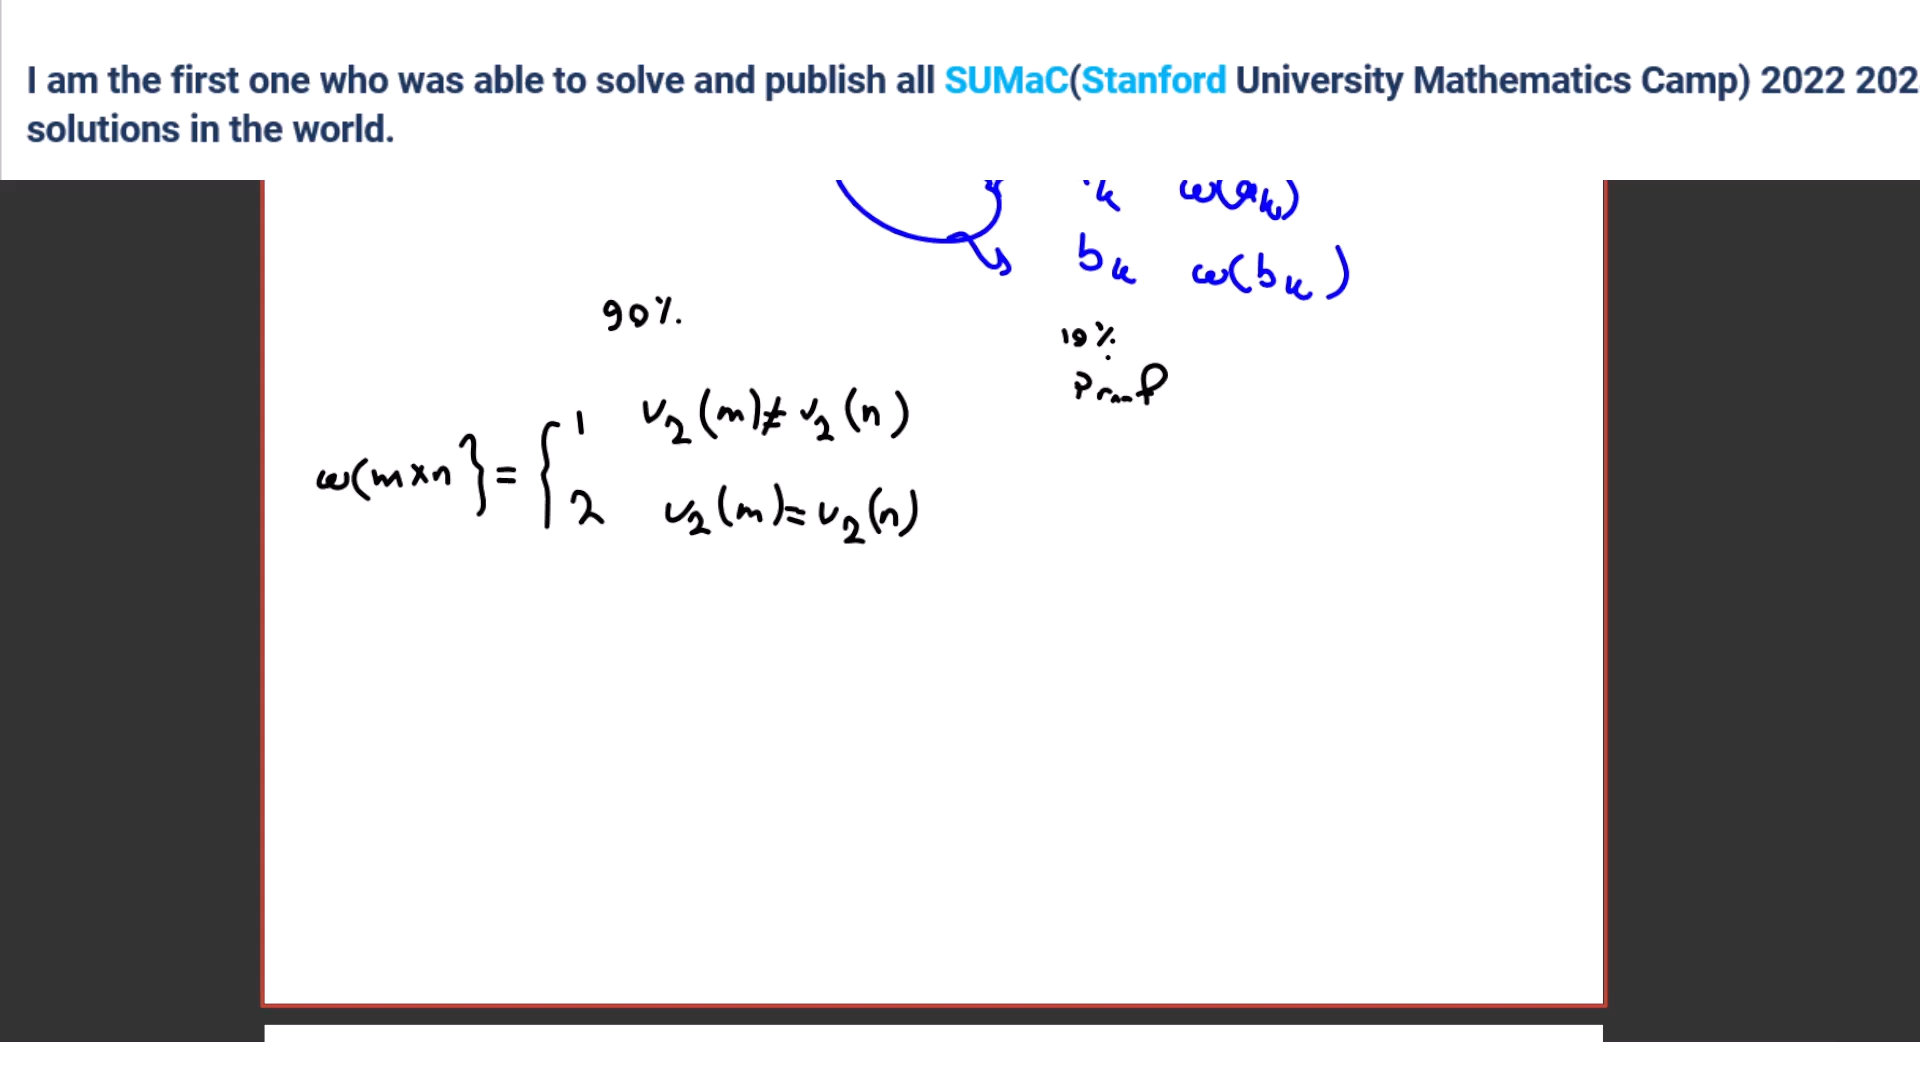 I am the first one who was able to solve and publish all SUMaC(Stanford University Mathematics Camp) 2022 202
solutions in the world.
k ω(a_k)
b_k ω(b_k)
90%.
10%.
Proof
ω(m×n}= { 1 v_2(m)≠v_2(n)
2 v_2(m)=v_2(n)